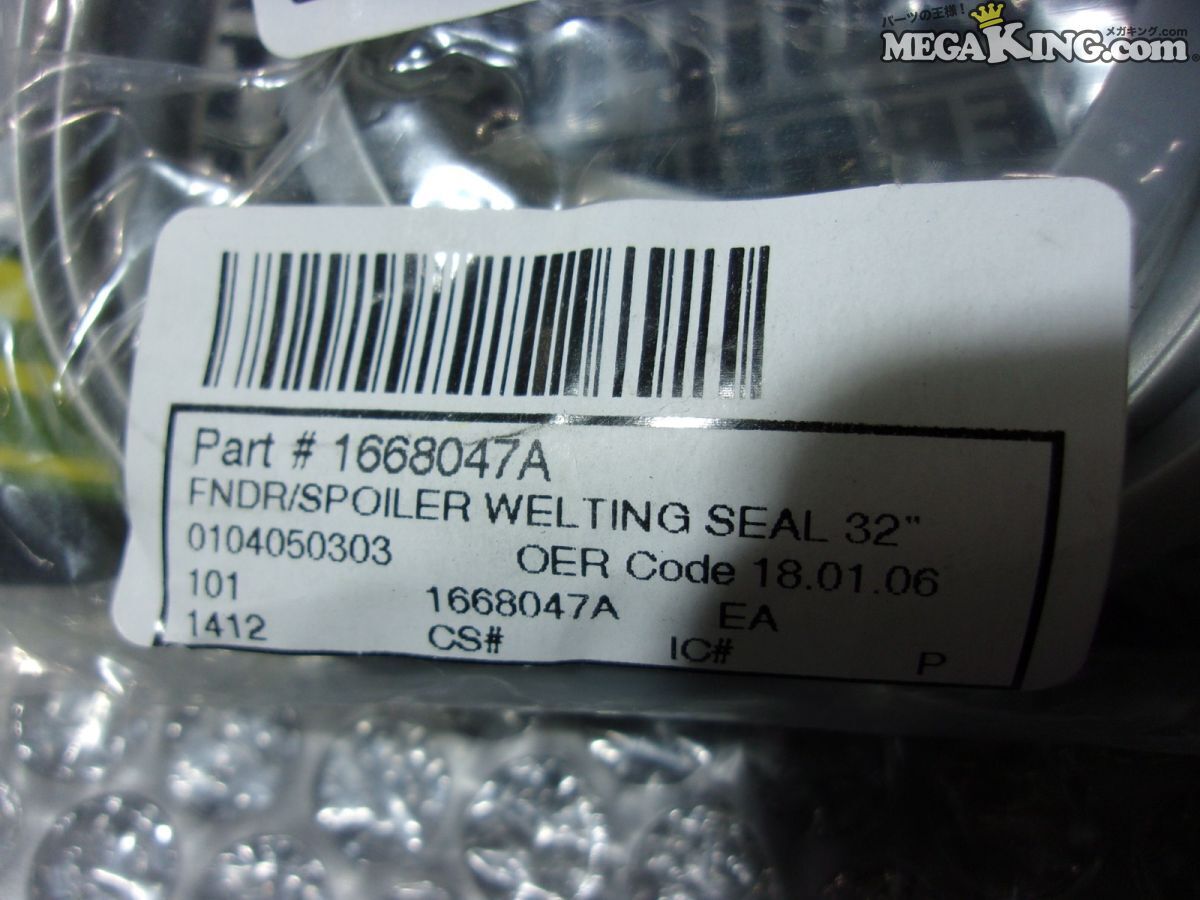 パーツの王様！
メガキング.com
MEGAKING.com®
Part # 1668047A
FNDR/SPOILER WELTING SEAL 32"
0104050303 OER Code 18.01.06
101 1668047A EA
1412 CS# IC# P